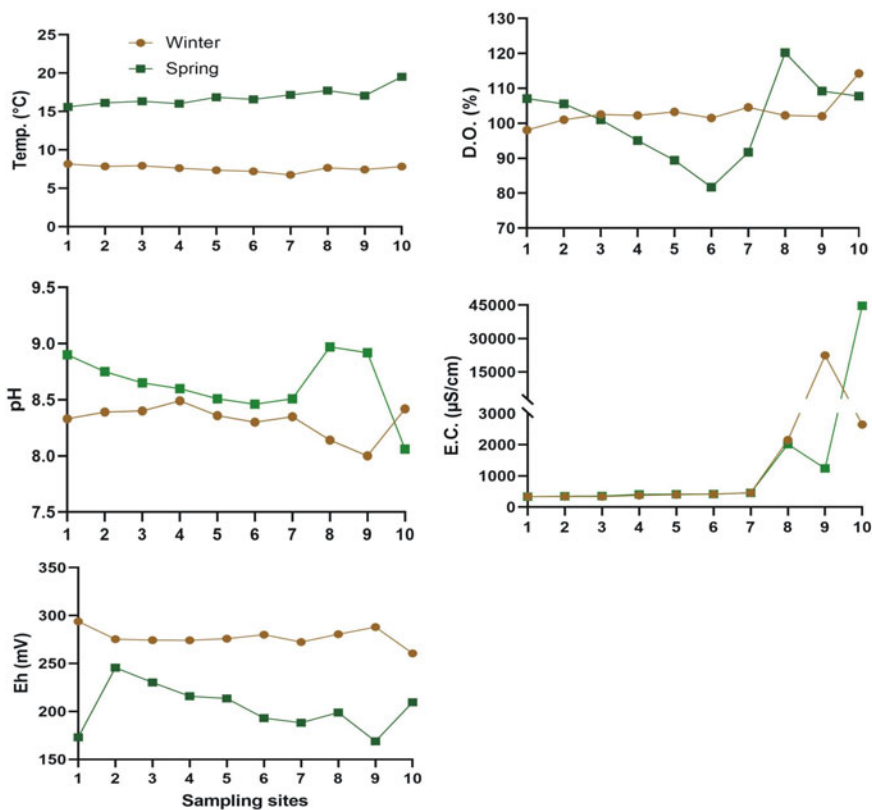 25
20
15
10
5
0
Temp. (°C)
Winter
Spring
1 2 3 4 5 6 7 8 9 10
130
120
110
100
90
80
70
D.O. (%)
1 2 3 4 5 6 7 8 9 10
9.5
9.0
8.5
8.0
7.5
pH
1 2 3 4 5 6 7 8 9 10
45000
30000
15000
3000
2000
1000
0
E.C. (µS/cm)
1 2 3 4 5 6 7 8 9 10
350
300
250
200
150
Eh (mV)
1 2 3 4 5 6 7 8 9 10
Sampling sites